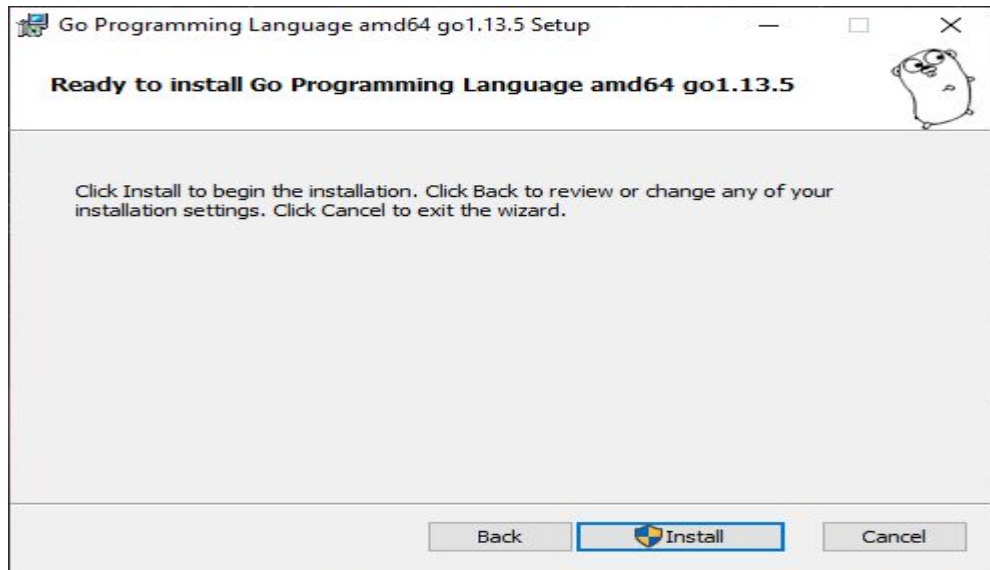 Go Programming Language amd64 go1.13.5 Setup
Ready to install Go Programming Language amd64 go1.13.5
Click Install to begin the installation. Click Back to review or change any of your
installation settings. Click Cancel to exit the wizard.
Back Install Cancel